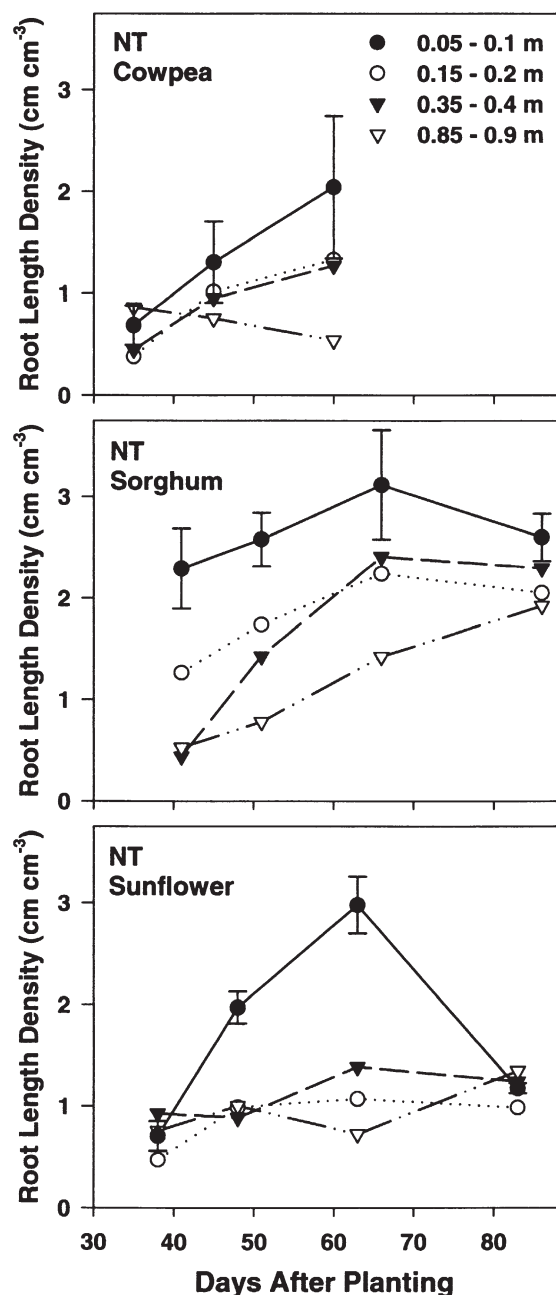 NT
Cowpea
0.05 - 0.1 m
0.15 - 0.2 m
0.35 - 0.4 m
0.85 - 0.9 m
Root Length Density (cm cm⁻³)
3
2
1
0
NT
Sorghum
Root Length Density (cm cm⁻³)
3
2
1
0
NT
Sunflower
Root Length Density (cm cm⁻³)
3
2
1
0
30 40 50 60 70 80
Days After Planting